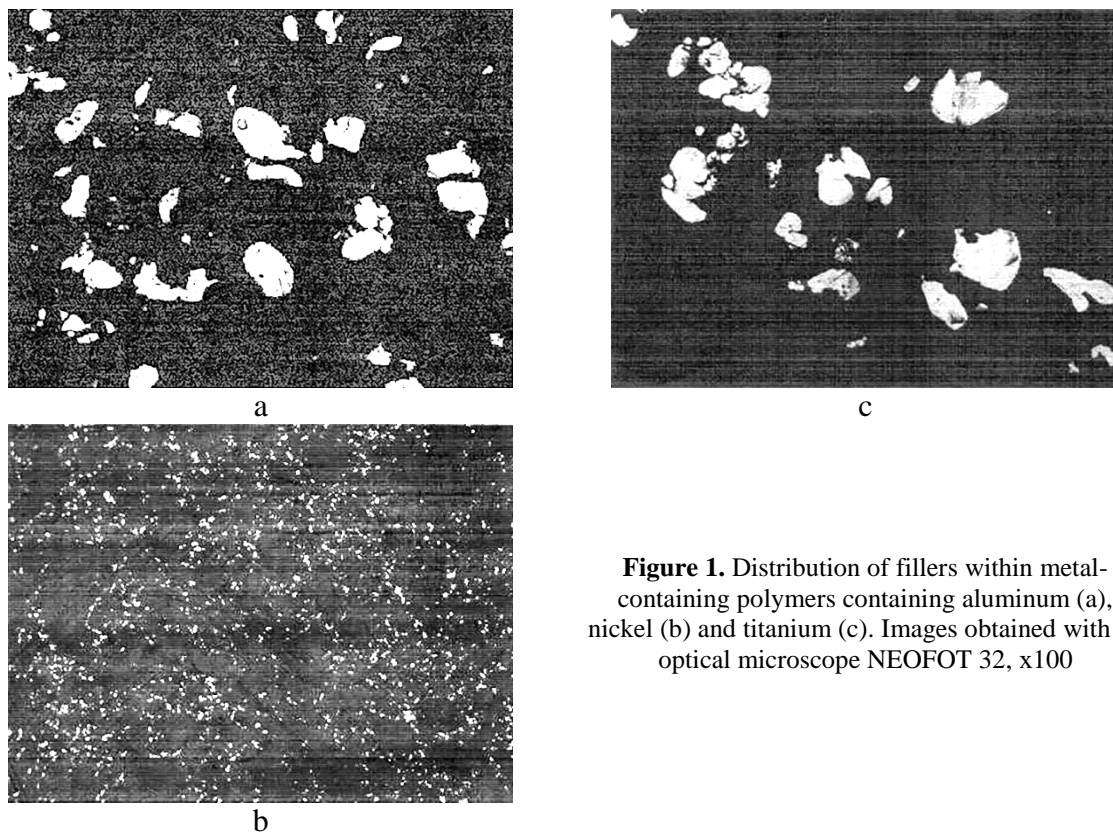 a
c
b
Figure 1. Distribution of fillers within metal-
containing polymers containing aluminum (a),
nickel (b) and titanium (c). Images obtained with
optical microscope NEOFOT 32, x100